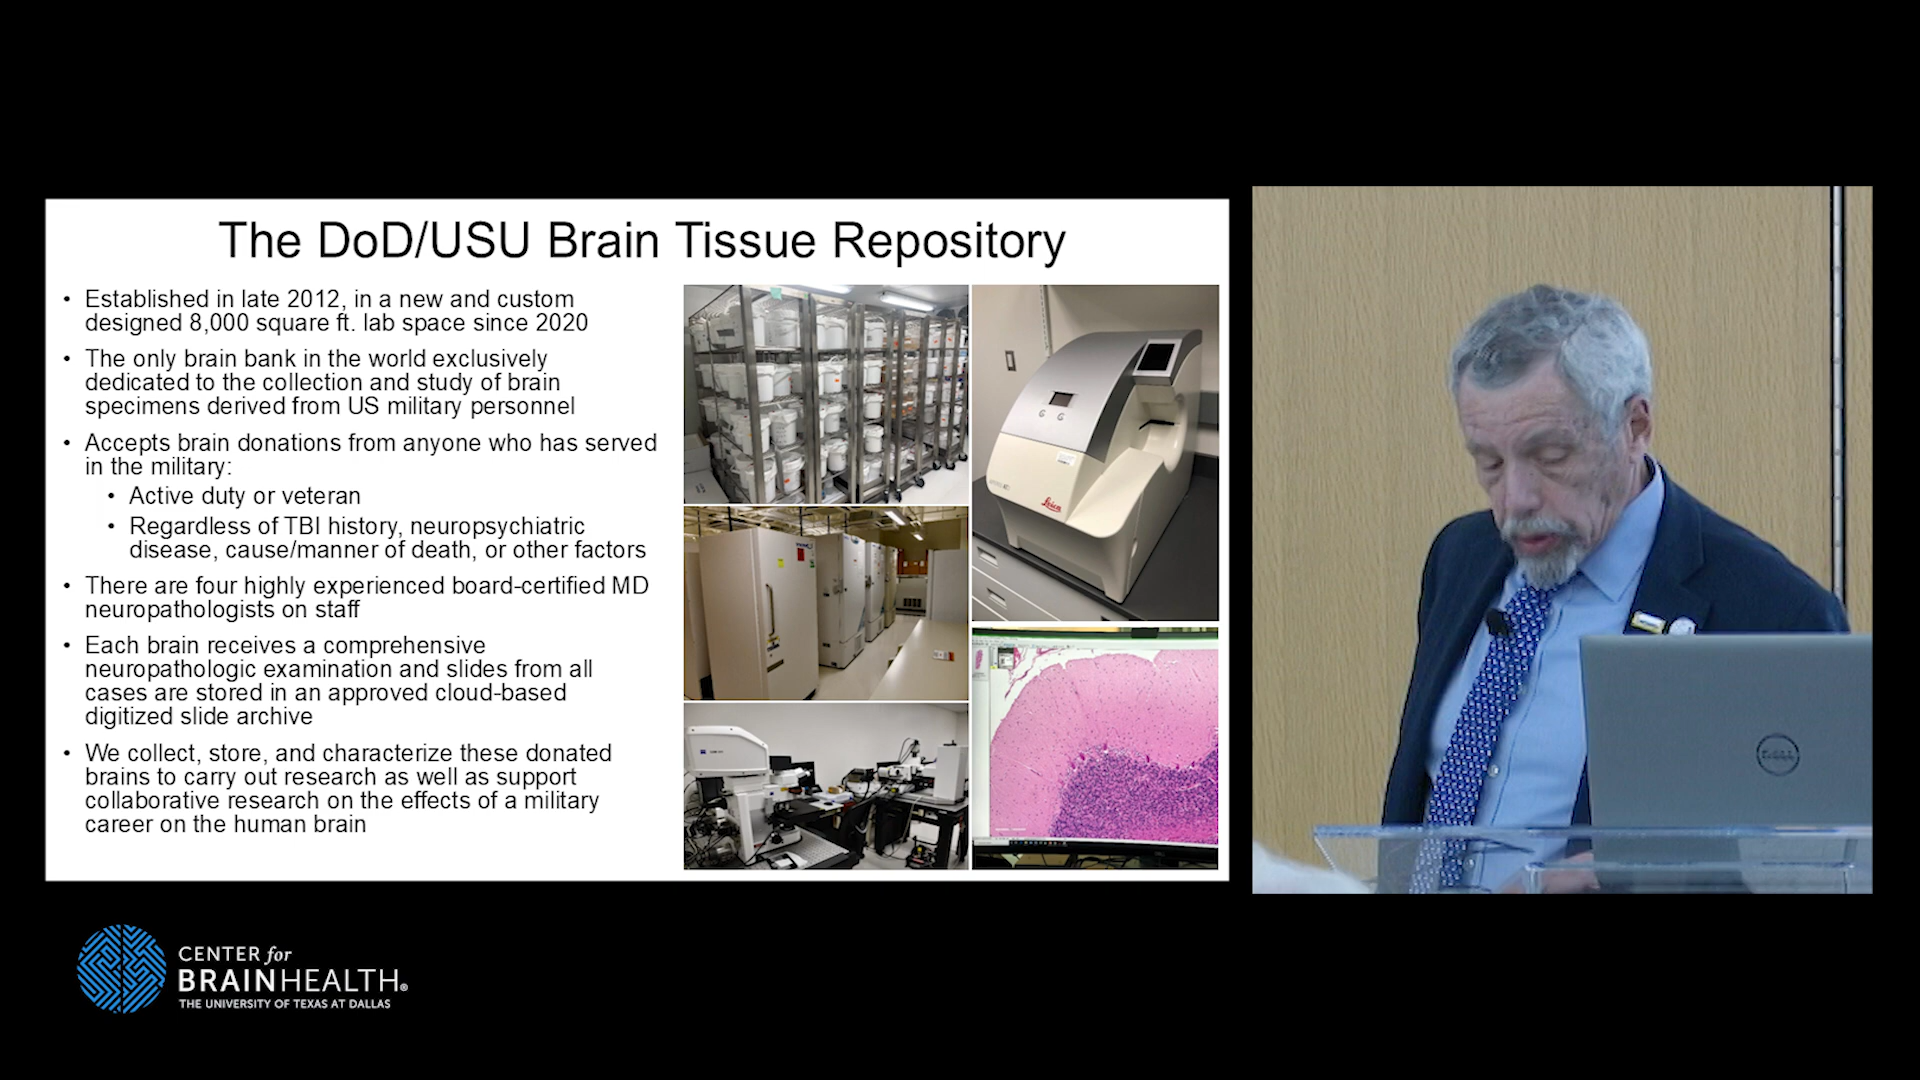 The DoD/USU Brain Tissue Repository
• Established in late 2012, in a new and custom
designed 8,000 square ft. lab space since 2020
• The only brain bank in the world exclusively
dedicated to the collection and study of brain
specimens derived from US military personnel
• Accepts brain donations from anyone who has served
in the military:
• Active duty or veteran
• Regardless of TBI history, neuropsychiatric
disease, cause/manner of death, or other factors
• There are four highly experienced board-certified MD
neuropathologists on staff
• Each brain receives a comprehensive
neuropathologic examination and slides from all
cases are stored in an approved cloud-based
digitized slide archive
• We collect, store, and characterize these donated
brains to carry out research as well as support
collaborative research on the effects of a military
career on the human brain
Leica
DELL
CENTER for
BRAINHEALTH®
THE UNIVERSITY OF TEXAS AT DALLAS